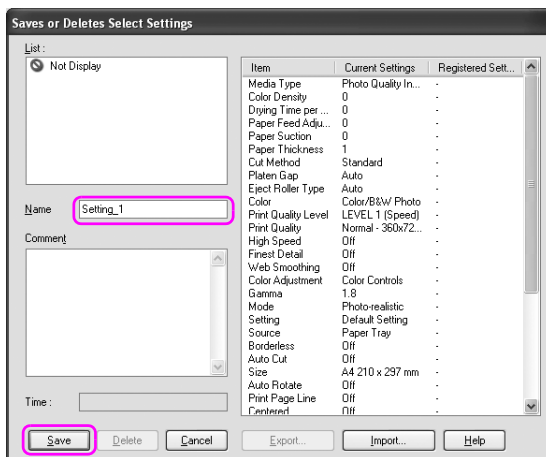 Saves or Deletes Select Settings
List :
Not Display
Name
Setting_1
Comment
Time :
Item Current Settings Registered Sett...
Media Type Photo Quality In... -
Color Density 0 -
Drying Time per ... 0 -
Paper Feed Adju... 0 -
Paper Suction 0 -
Paper Thickness 1 -
Cut Method Standard -
Platen Gap Auto -
Eject Roller Type Auto -
Color Color/B&W Photo -
Print Quality Level LEVEL 1 (Speed) -
Print Quality Normal - 360x72... -
High Speed Off -
Finest Detail Off -
Web Smoothing Off -
Color Adjustment Color Controls -
Gamma 1.8 -
Mode Photo-realistic -
Setting Default Setting -
Source Paper Tray -
Borderless Off -
Auto Cut Off -
Size A4 210 x 297 mm -
Auto Rotate Off -
Print Page Line Off -
Centered Off -
Save Delete Cancel Export... Import... Help